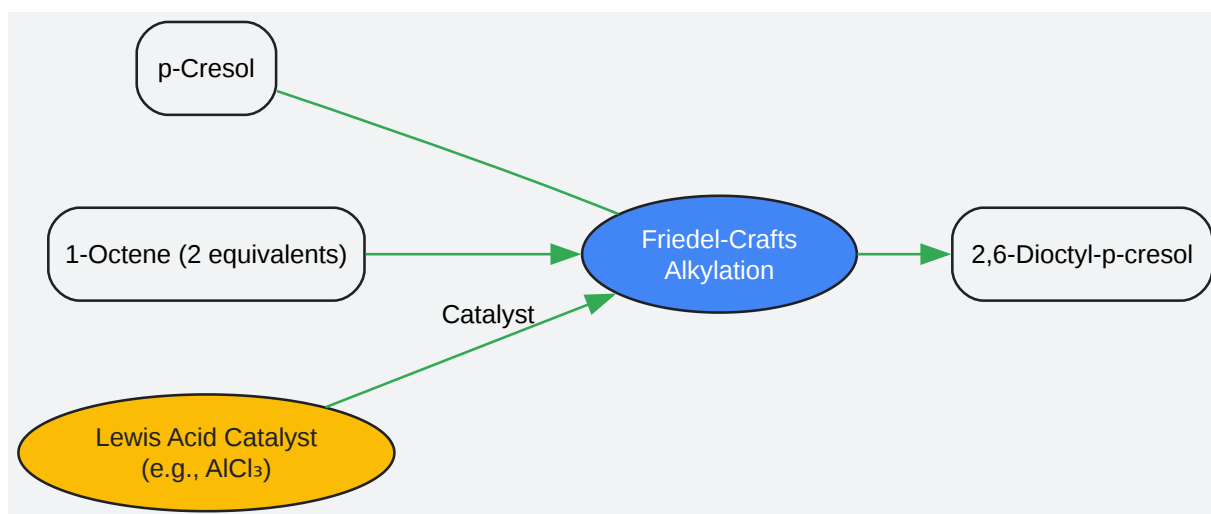 p-Cresol
1-Octene (2 equivalents)
Friedel-Crafts
Alkylation
2,6-Dioctyl-p-cresol
Catalyst
Lewis Acid Catalyst
(e.g., AlCl₃)